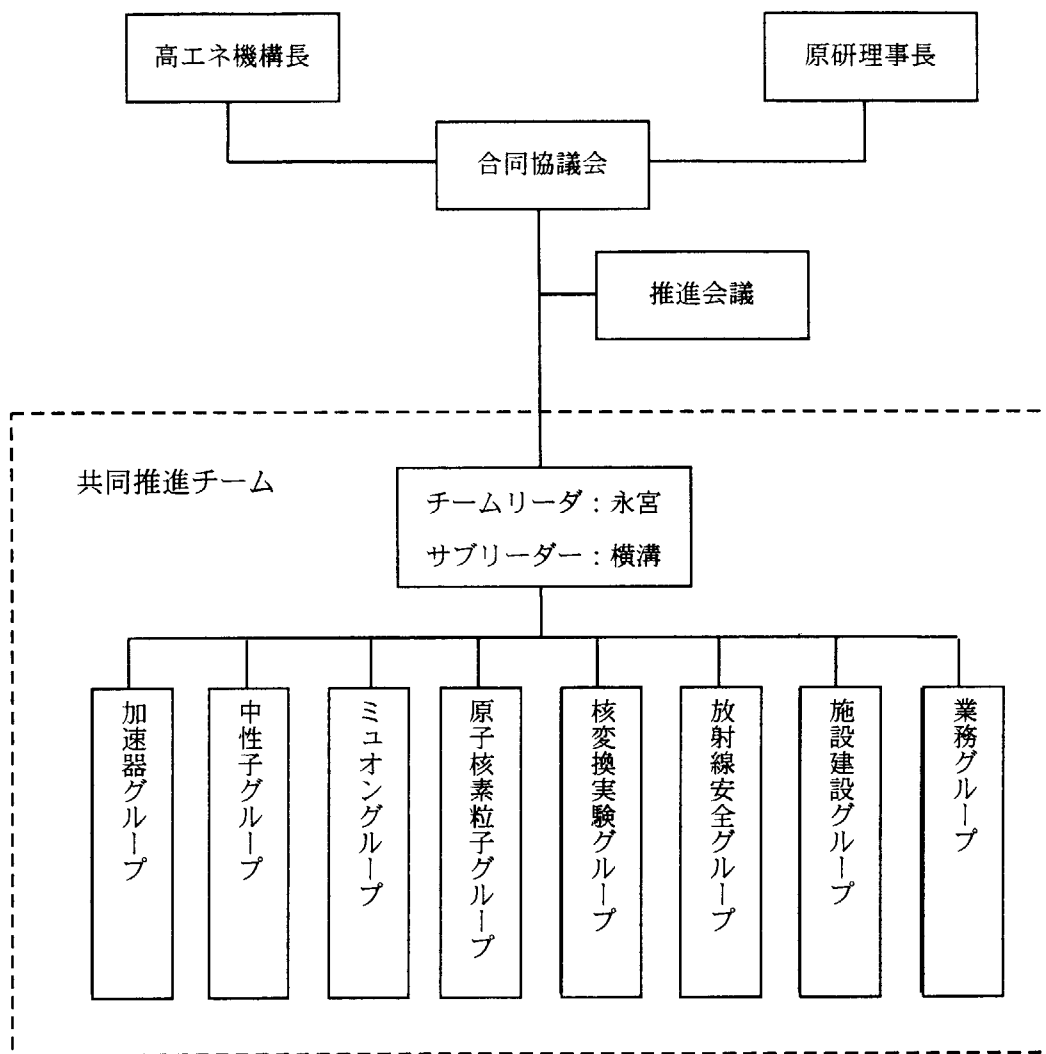 高エネ機構長
原研理事長
合同協議会
推進会議
共同推進チーム
チームリーダ：永宮
サブリーダー：横溝
加速器グループ
中性子グループ
ミュオングループ
原子核素粒子グループ
核変換実験グループ
放射線安全グループ
施設建設グループ
業務グループ